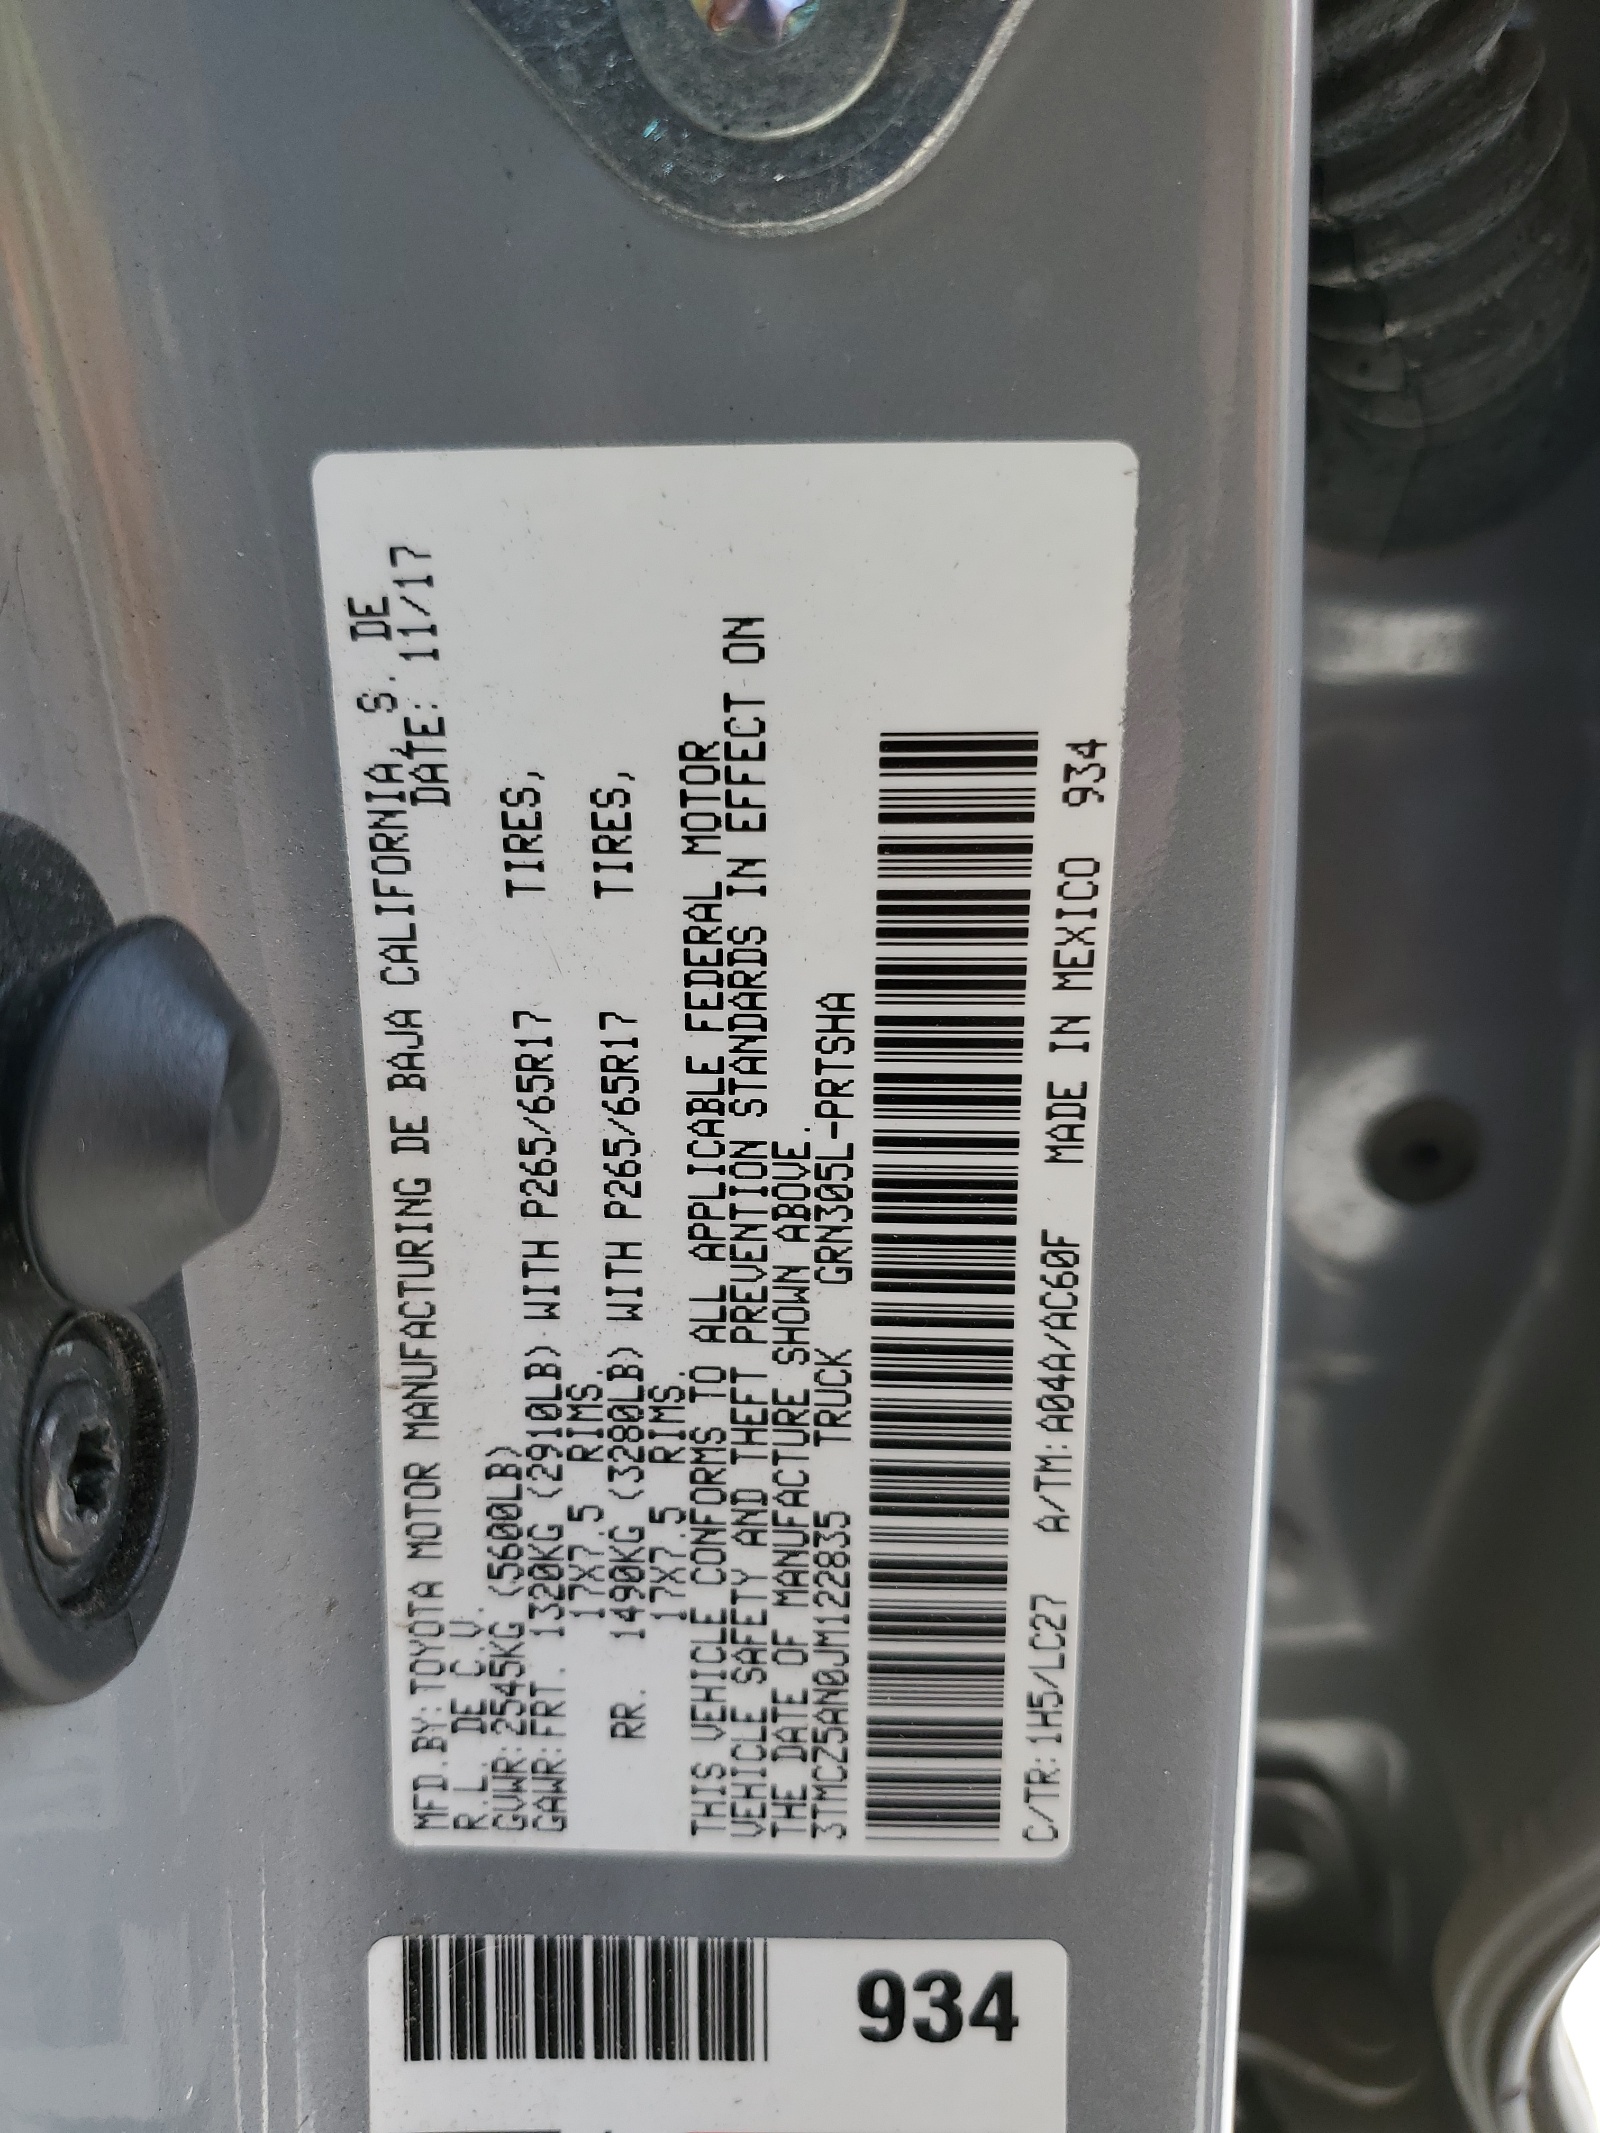 MFD.BY:TOYOTA MOTOR MANUFACTURING DE BAJA CALIFORNIA, S. DE
R.L. DE C.V. DATE: 11/17
GVWR:2545KG (5600LB)
GAWR:FRT. 1320KG (2910LB) WITH P265/65R17 TIRES,
17X7.5 RIMS.
RR. 1490KG (3280LB) WITH P265/65R17 TIRES,
17X7.5 RIMS.
THIS VEHICLE CONFORMS TO ALL APPLICABLE FEDERAL MOTOR
VEHICLE SAFETY AND THEFT PREVENTION STANDARDS IN EFFECT ON
THE DATE OF MANUFACTURE SHOWN ABOVE.
3TMCZ5AN0JM122835 TRUCK GRN305L-PRTSHA
C/TR:1H5/LC27 A/TM:A04A/AC60F MADE IN MEXICO 934
934